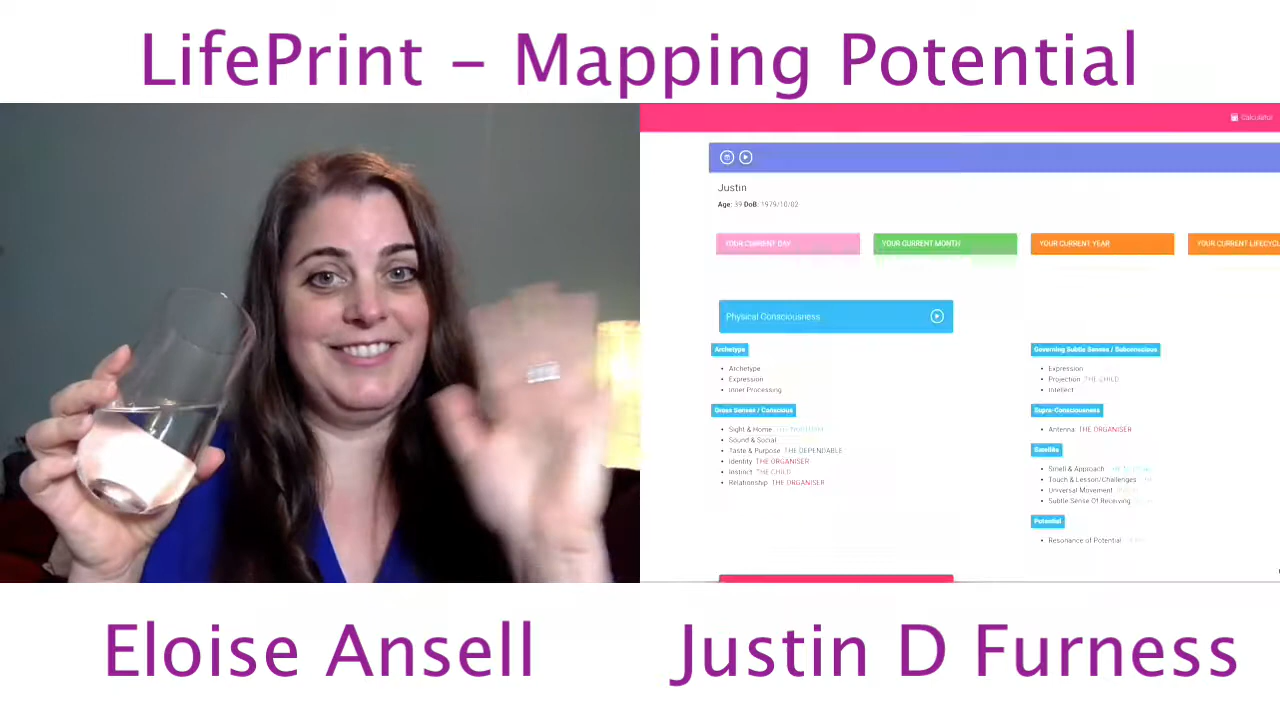 LifePrint – Mapping Potential
Calculator
Justin
Age: 39 DoB: 1979/10/02
YOUR CURRENT DAY
YOUR CURRENT MONTH
YOUR CURRENT YEAR
YOUR CURRENT LIFECYCL
Physical Consciousness
Archetype
• Archetype
• Expression
• Inner Processing
Gross Senses / Conscious
• Sight & Home
• Sound & Social
• Taste & Purpose THE DEPENDABLE
• Identity THE ORGANISER
• Instinct THE CHILD
• Relationship THE ORGANISER
Governing Subtle Senses / Subconscious
• Expression
• Projection THE CHILD
• Intellect
Supra-Consciousness
• Antenna THE ORGANISER
Satellite
• Smell & Approach
• Touch & Lesson/Challenges
• Universal Movement
• Subtle Sense Of Receiving
Potential
• Resonance of Potential
Eloise Ansell
Justin D Furness